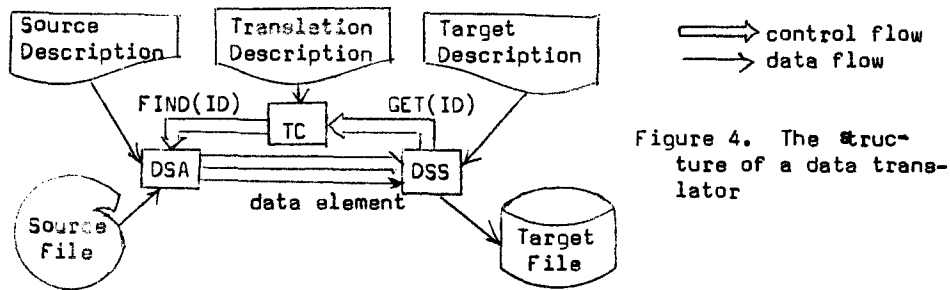 Source
Description
Translation
Description
Target
Description
control flow
data flow
FIND(ID)
GET(ID)
TC
DSA
DSS
data element
Source
File
Target
File
Figure 4. The struc-
ture of a data trans-
lator